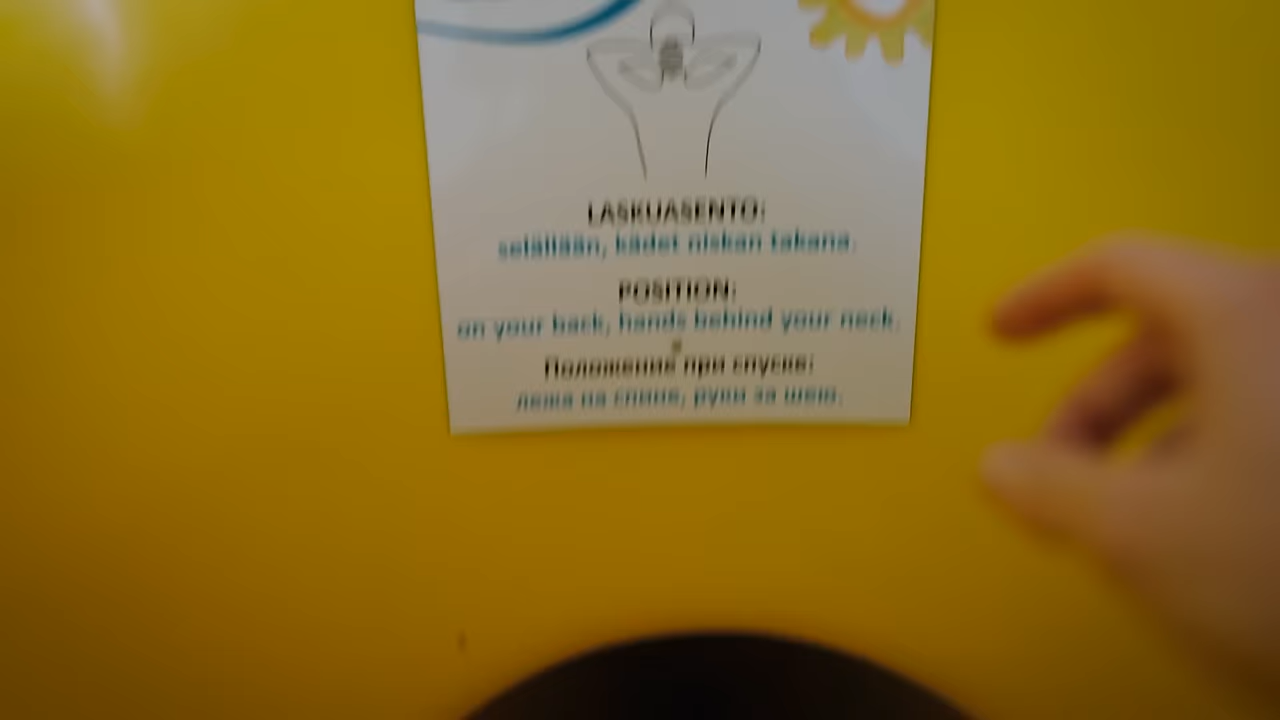 LASKUASENTO:
selällään, kädet niskan takana.
POSITION:
on your back, hands behind your neck.
Положение при спуске:
лежа на спине, руки за шею.